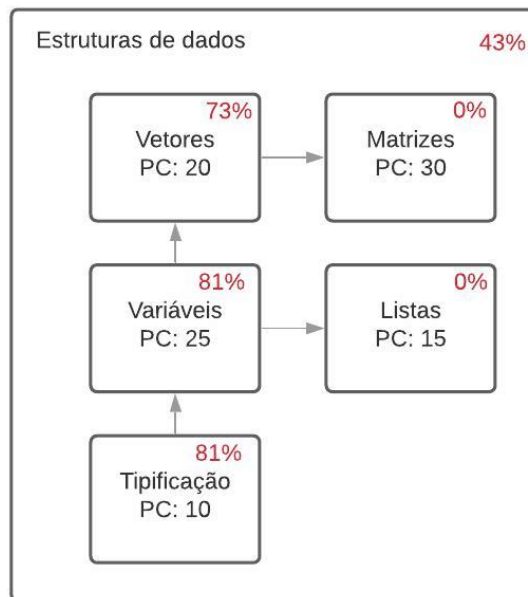 Estruturas de dados
43%
73%
Vetores
PC: 20
0%
Matrizes
PC: 30
81%
Variáveis
PC: 25
0%
Listas
PC: 15
81%
Tipificação
PC: 10